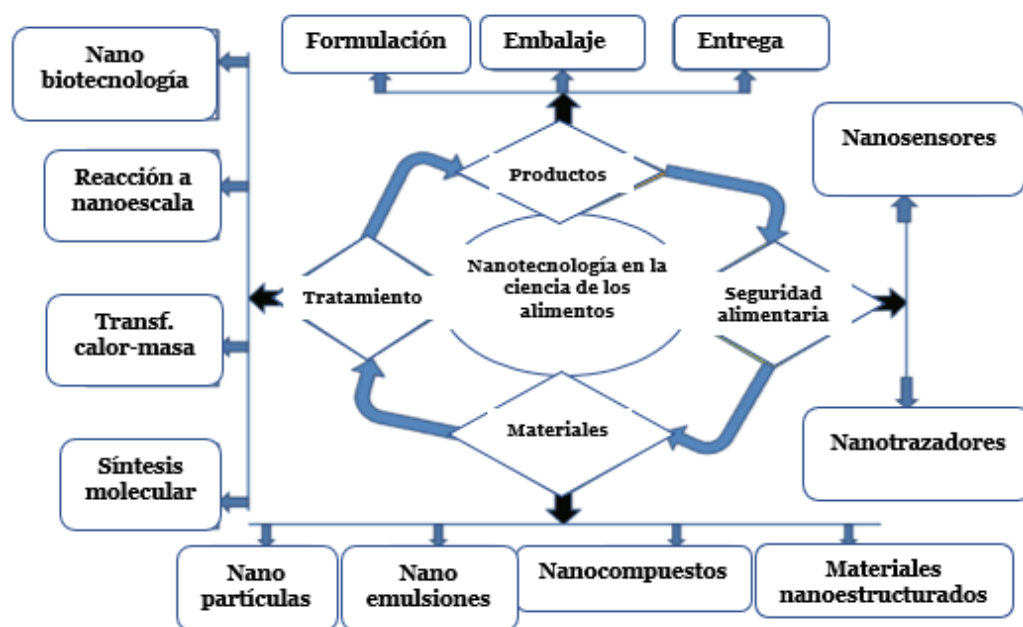 Formulación
Embalaje
Entrega
Nano
biotecnología
Reacción a
nanoescala
Transf.
calor-masa
Síntesis
molecular
Productos
Nanotecnología en la
ciencia de los
alimentos
Tratamiento
Seguridad
alimentaria
Materiales
Nanosensores
Nanotrazadores
Nano
partículas
Nano
emulsiones
Nanocompuestos
Materiales
nanoestructurados